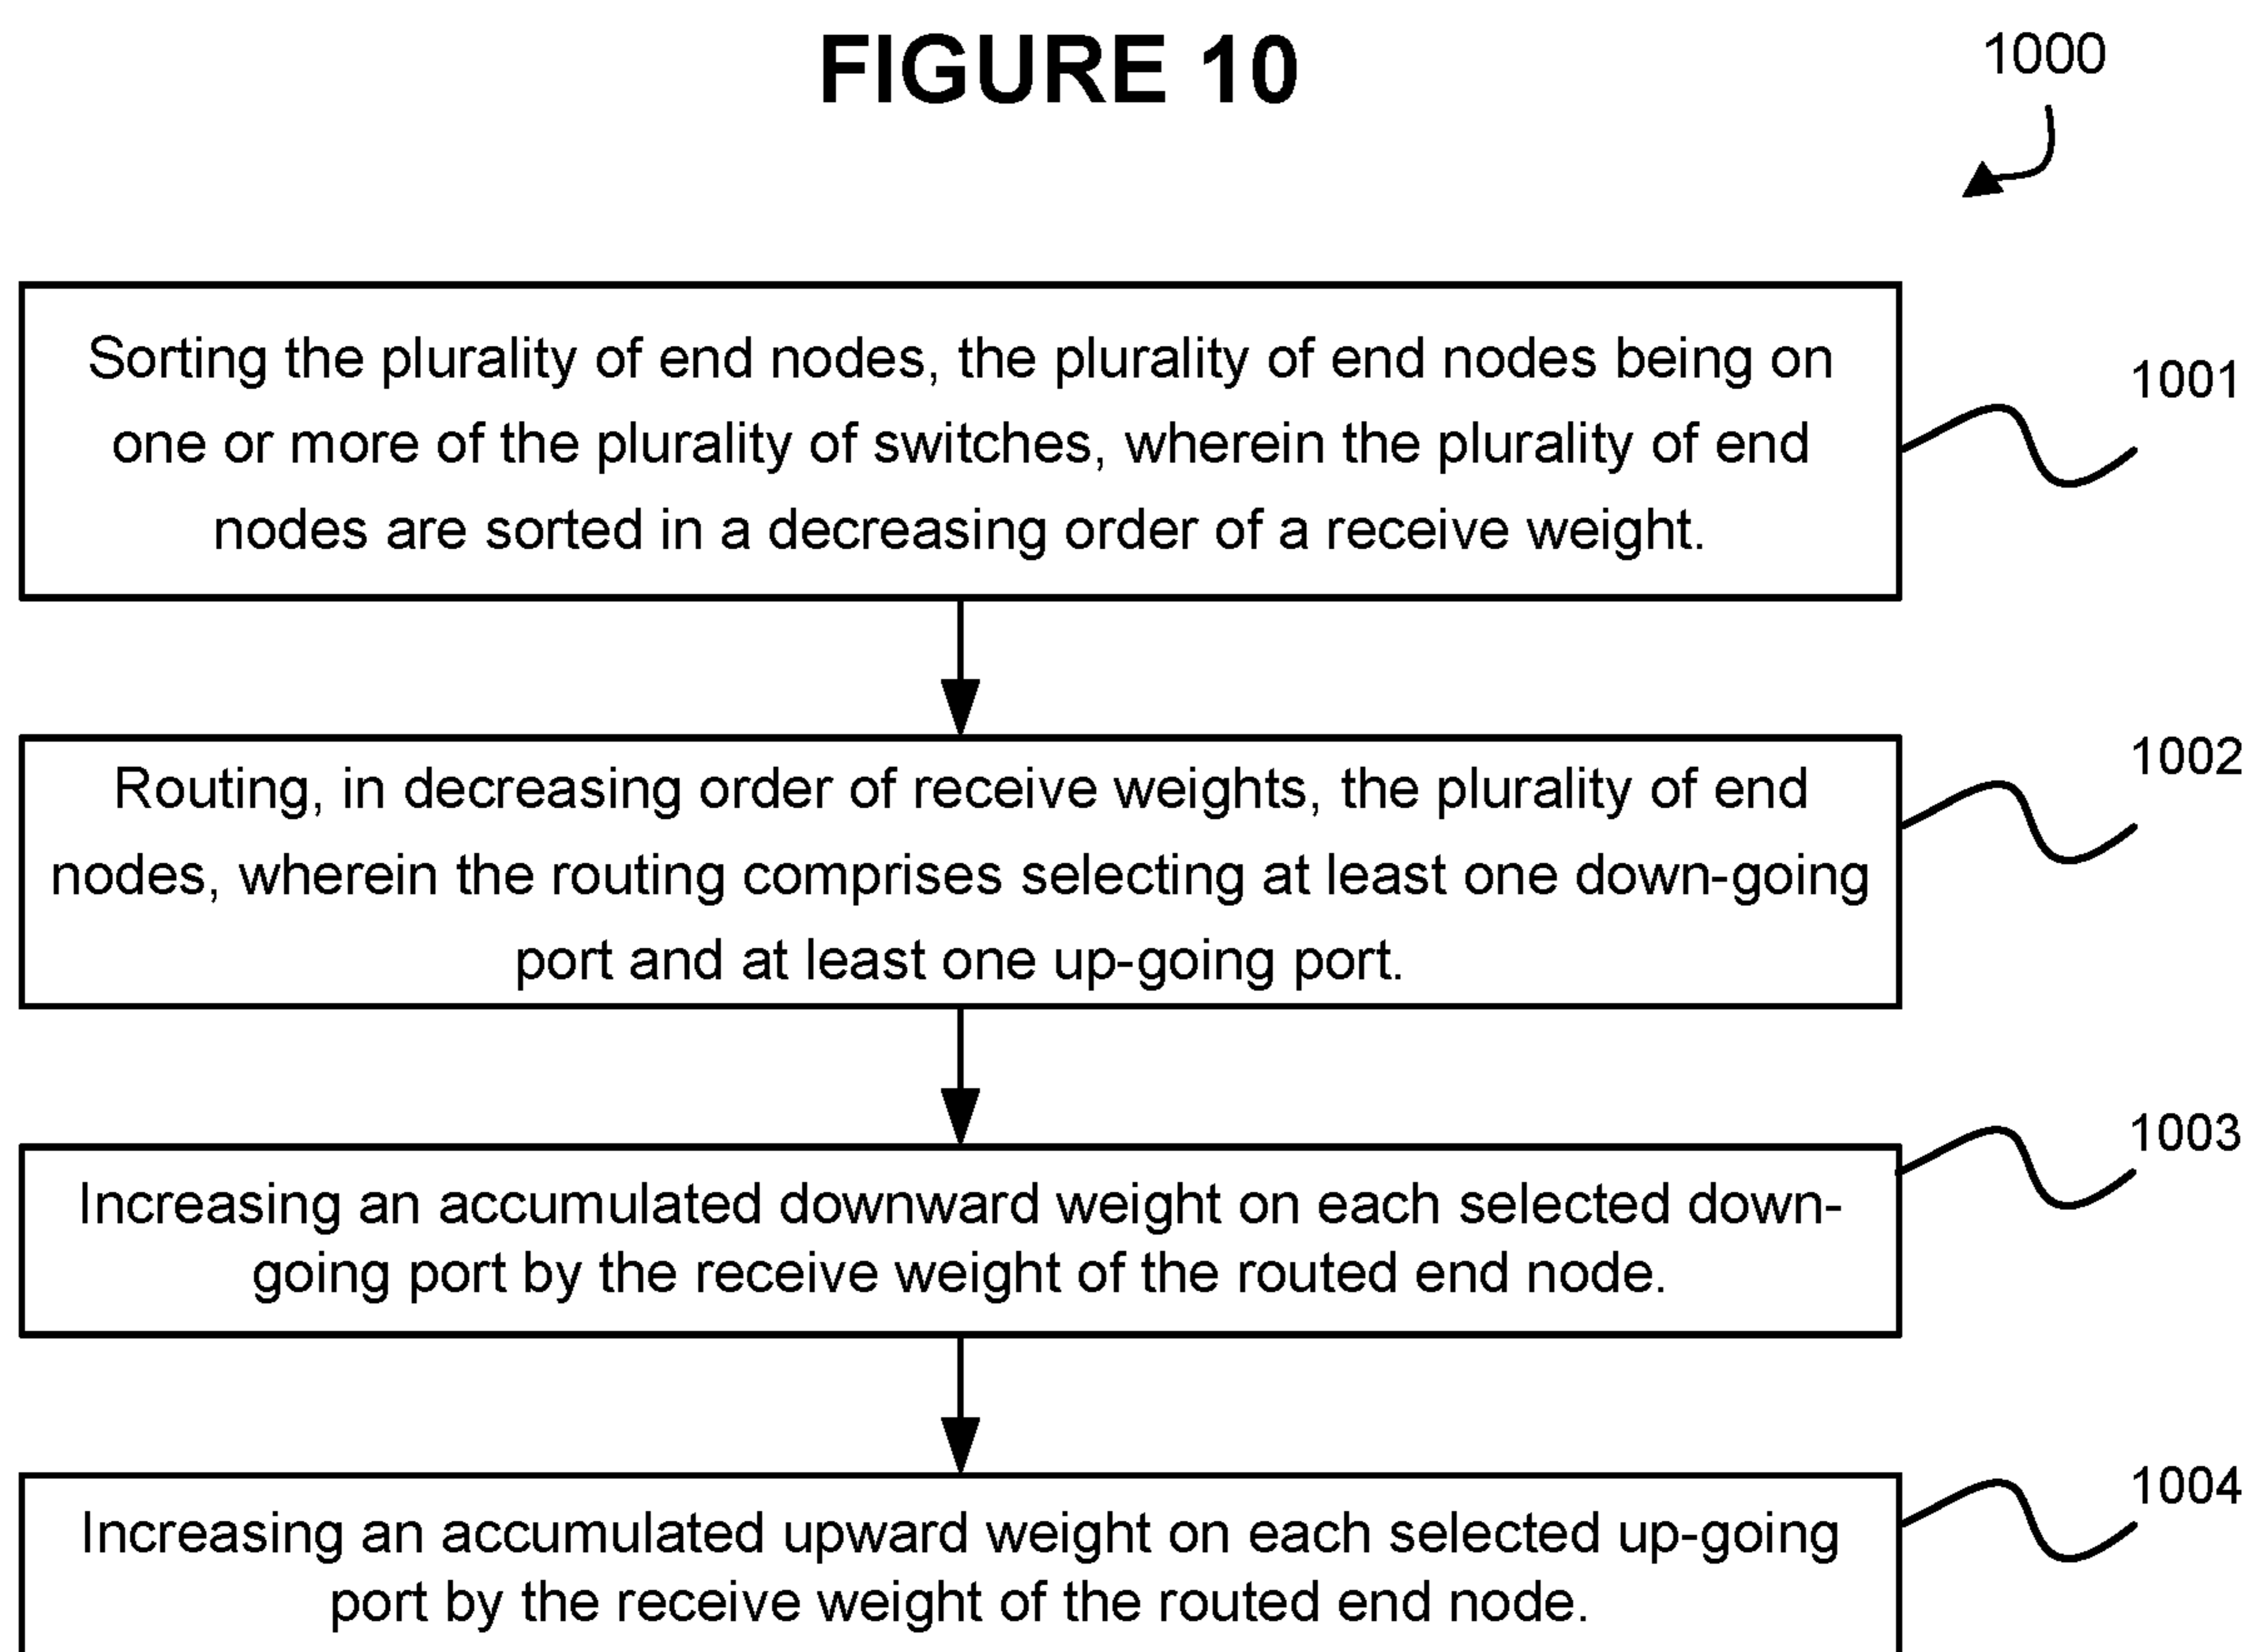 FIGURE 10
1000
Sorting the plurality of end nodes, the plurality of end nodes being on
one or more of the plurality of switches, wherein the plurality of end
nodes are sorted in a decreasing order of a receive weight.
1001
Routing, in decreasing order of receive weights, the plurality of end
nodes, wherein the routing comprises selecting at least one down-going
port and at least one up-going port.
1002
Increasing an accumulated downward weight on each selected down-
going port by the receive weight of the routed end node.
1003
Increasing an accumulated upward weight on each selected up-going
port by the receive weight of the routed end node.
1004